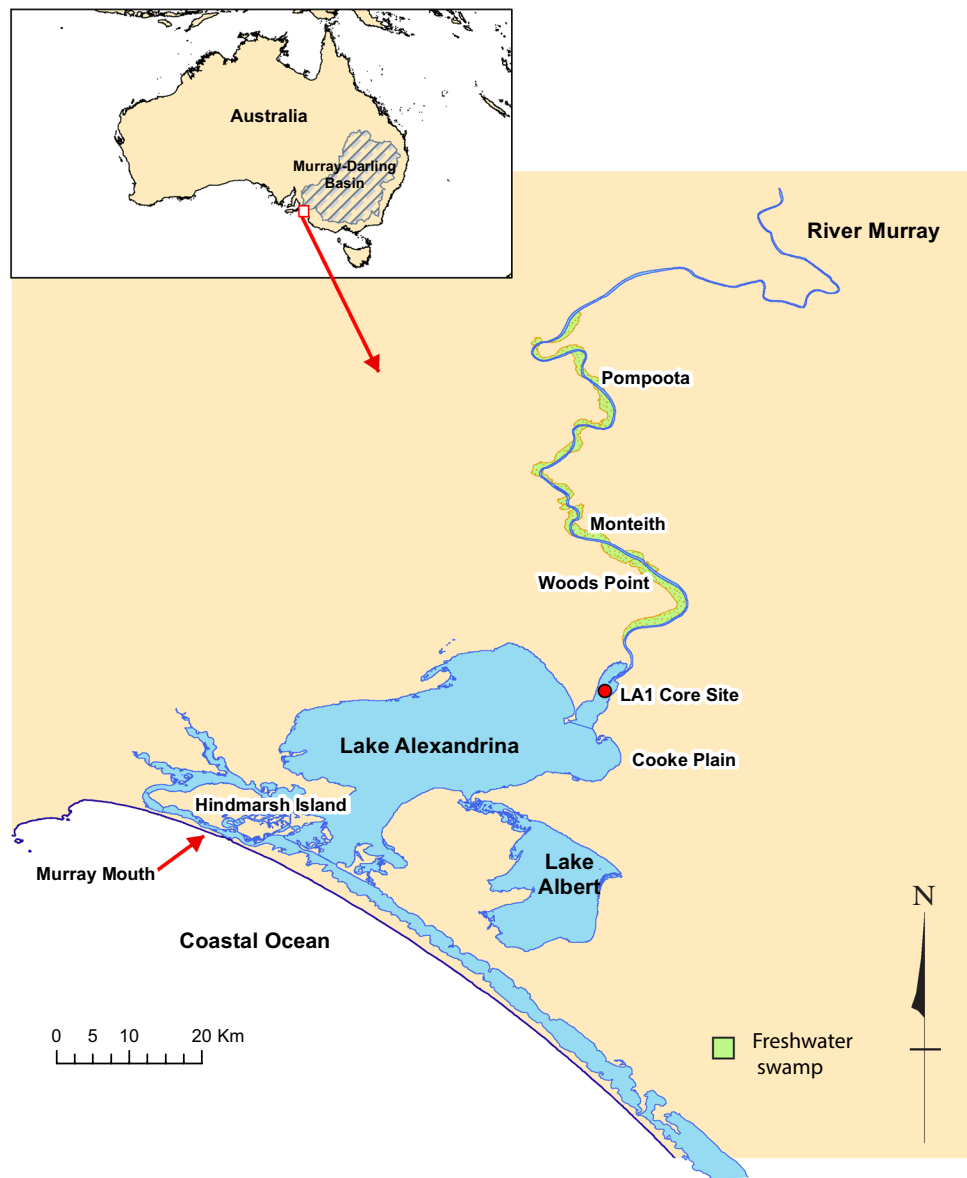 Australia
Murray-Darling
Basin
River Murray
Pompoota
Monteith
Woods Point
LA1 Core Site
Lake Alexandrina
Cooke Plain
Hindmarsh Island
Murray Mouth
Lake
Albert
Coastal Ocean
N
0 5 10 20 Km
Freshwater
swamp